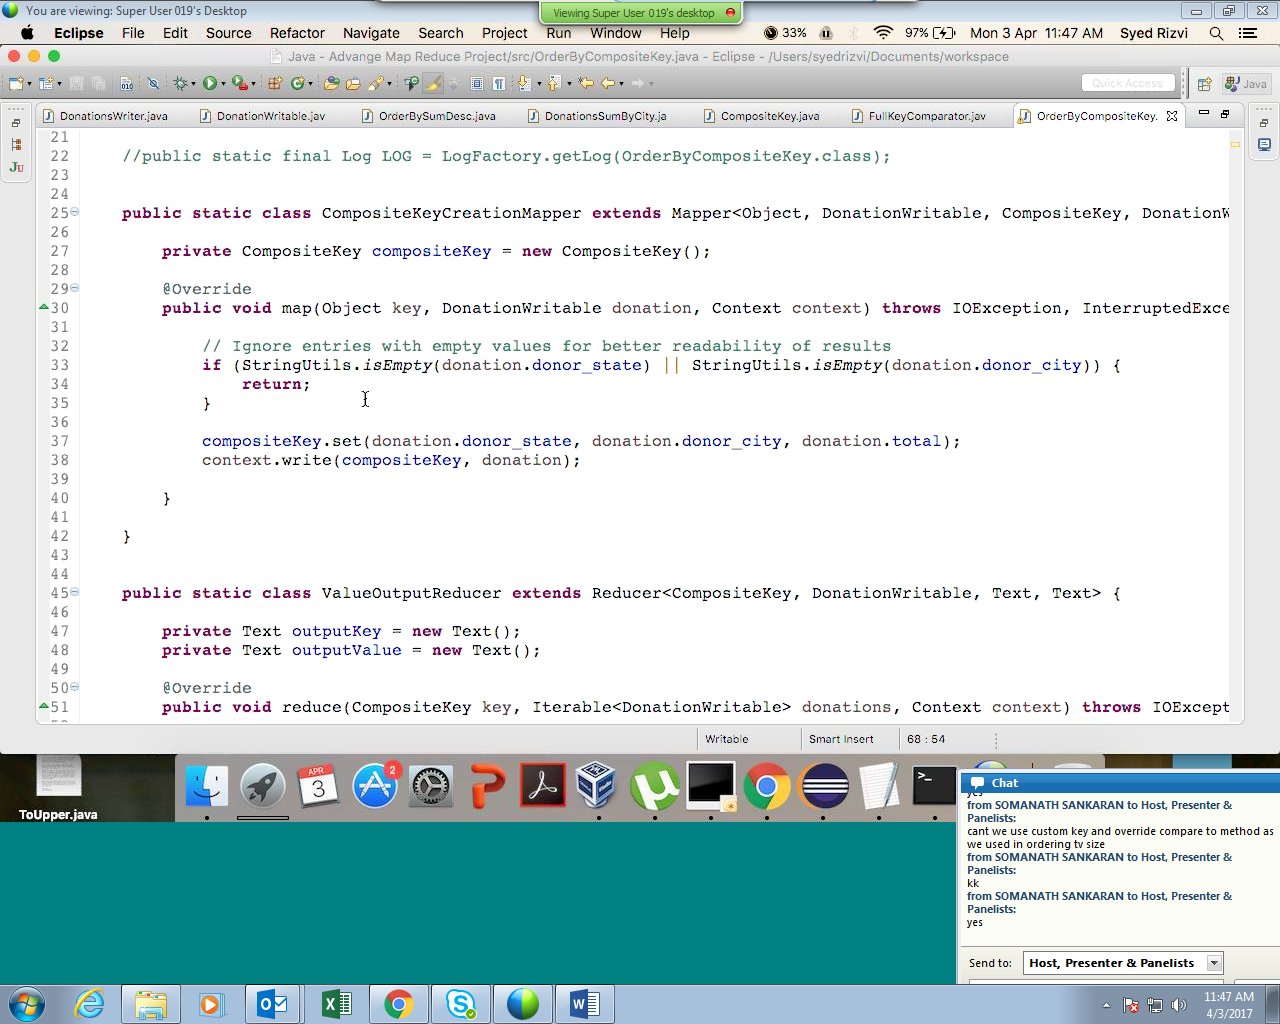 You are viewing: Super User 019's Desktop
Viewing Super User 019's desktop
Eclipse File Edit Source Refactor Navigate Search Project Run Window Help 33% 97% Mon 3 Apr 11:47 AM Syed Rizvi
Java - Advange Map Reduce Project/src/OrderByCompositeKey.java - Eclipse - /Users/syedrizvi/Documents/workspace
Quick Access Java
DonationsWriter.java DonationWritable.jav OrderBySumDesc.java DonationsSumByCity.ja CompositeKey.java FullKeyComparator.jav OrderByCompositeKey.
21
22 //public static final Log LOG = LogFactory.getLog(OrderByCompositeKey.class);
23
24
25 public static class CompositeKeyCreationMapper extends Mapper<Object, DonationWritable, CompositeKey, DonationW
26
27 private CompositeKey compositeKey = new CompositeKey();
28
29 @Override
30 public void map(Object key, DonationWritable donation, Context context) throws IOException, InterruptedExce
31
32 // Ignore entries with empty values for better readability of results
33 if (StringUtils.isEmpty(donation.donor_state) || StringUtils.isEmpty(donation.donor_city)) {
34 return;
35 }
36
37 compositeKey.set(donation.donor_state, donation.donor_city, donation.total);
38 context.write(compositeKey, donation);
39
40 }
41
42 }
43
44
45 public static class ValueOutputReducer extends Reducer<CompositeKey, DonationWritable, Text, Text> {
46
47 private Text outputKey = new Text();
48 private Text outputValue = new Text();
49
50 @Override
51 public void reduce(CompositeKey key, Iterable<DonationWritable> donations, Context context) throws IOExcept
Writable Smart Insert 68 : 54
APR
3
2
ToUpper.java
Chat
yes
from SOMANATH SANKARAN to Host, Presenter &
Panelists:
cant we use custom key and override compare to method as
we used in ordering tv size
from SOMANATH SANKARAN to Host, Presenter &
Panelists:
kk
from SOMANATH SANKARAN to Host, Presenter &
Panelists:
yes
Send to: Host, Presenter & Panelists
11:47 AM
4/3/2017